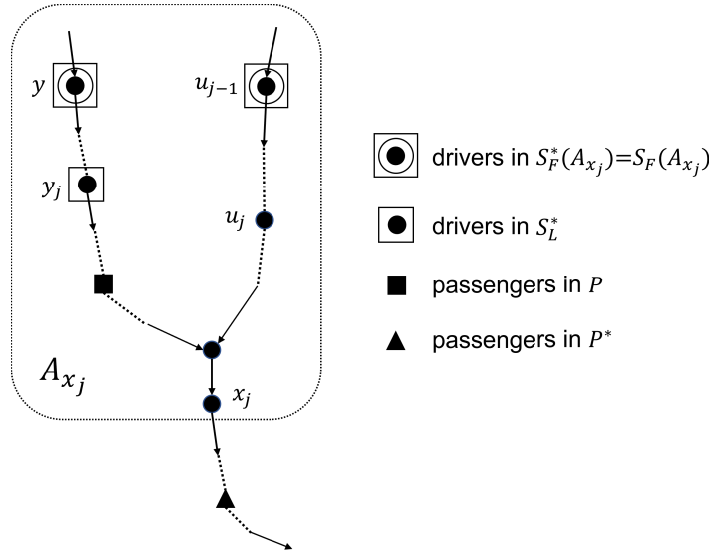 y
u_{j-1}
y_j
u_j
A_{x_j}
x_j
drivers in S_F^*(A_{x_j})=S_F(A_{x_j})
drivers in S_L^*
passengers in P
passengers in P^*